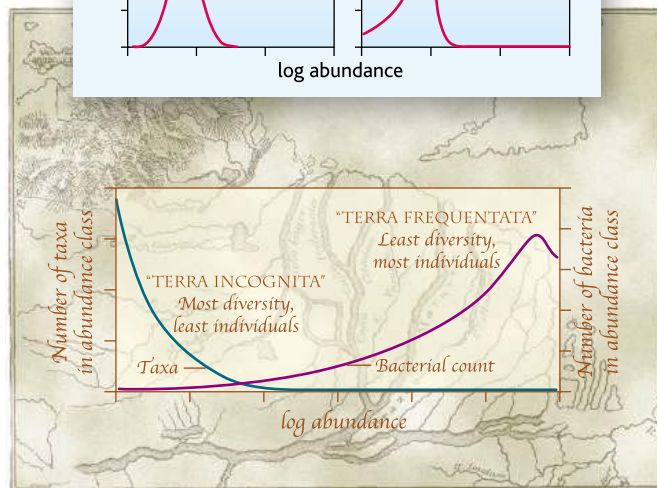 log abundance
Number of taxa
in abundance class
"TERRA INCOGNITA"
Most diversity,
least individuals
Taxa
"TERRA FREQUENTATA"
Least diversity,
most individuals
Bacterial count
Number of bacteria
in abundance class
log abundance